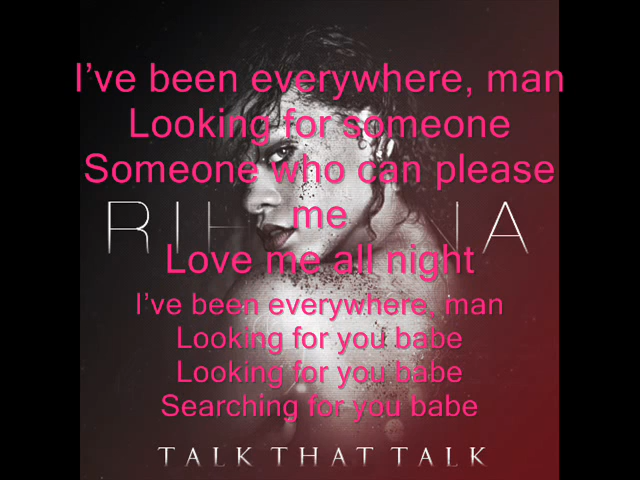 I’ve been everywhere, man
Looking for someone
Someone who can please
me
RIHANNA
Love me all night
I’ve been everywhere, man
Looking for you babe
Looking for you babe
Searching for you babe
TALK THAT TALK